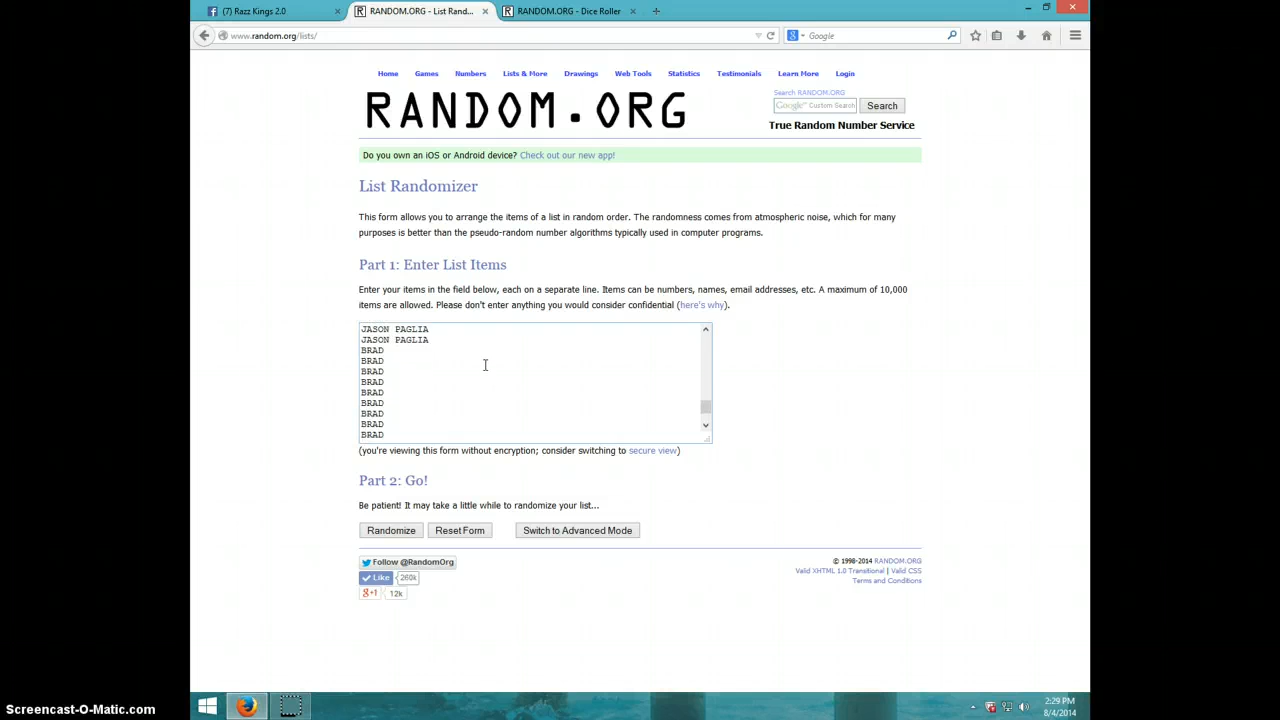 (7) Razz Kings 2.0
RANDOM.ORG - List Rand...
RANDOM.ORG - Dice Roller
www.random.org/lists/
Google
Home Games Numbers Lists & More Drawings Web Tools Statistics Testimonials Learn More Login
RANDOM.ORG
Search RANDOM.ORG
Google™ Custom Search
Search
True Random Number Service
Do you own an iOS or Android device? Check out our new app!
List Randomizer
This form allows you to arrange the items of a list in random order. The randomness comes from atmospheric noise, which for many
purposes is better than the pseudo-random number algorithms typically used in computer programs.
Part 1: Enter List Items
Enter your items in the field below, each on a separate line. Items can be numbers, names, email addresses, etc. A maximum of 10,000
items are allowed. Please don't enter anything you would consider confidential (here's why).
JASON PAGLIA
JASON PAGLIA
BRAD
BRAD
BRAD
BRAD
BRAD
BRAD
BRAD
BRAD
BRAD
(you're viewing this form without encryption; consider switching to secure view)
Part 2: Go!
Be patient! It may take a little while to randomize your list...
Randomize Reset Form Switch to Advanced Mode
Follow @RandomOrg
Like 260k
g+1 12k
© 1998-2014 RANDOM.ORG
Valid XHTML 1.0 Transitional | Valid CSS
Terms and Conditions
2:29 PM
8/4/2014
Screencast-O-Matic.com